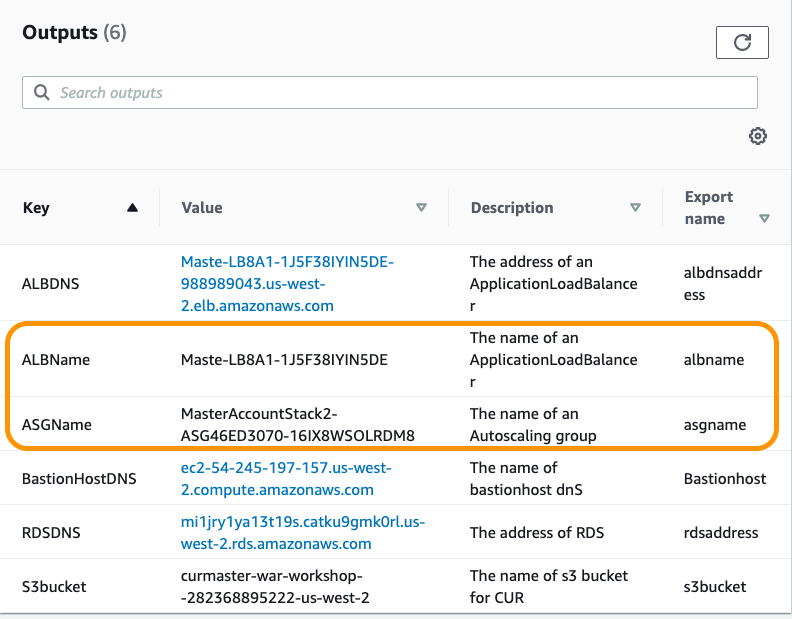 Outputs (6)
Search outputs
Key Value Description Export name
ALBDNS
Maste-LB8A1-1J5F38IYIN5DE-
988989043.us-west-
2.elb.amazonaws.com
The address of an
ApplicationLoadBalance
r
albdnsaddr
ess
ALBName
Maste-LB8A1-1J5F38IYIN5DE
The name of an
ApplicationLoadBalance
r
albname
ASGName
MasterAccountStack2-
ASG46ED3070-16IX8WSOLRDM8
The name of an
Autoscaling group
asgname
BastionHostDNS
ec2-54-245-197-157.us-west-
2.compute.amazonaws.com
The name of
bastionhost dnS
Bastionhost
RDSDNS
mi1jry1ya13t19s.catku9gmk0rl.us-
west-2.rds.amazonaws.com
The address of RDS
rdsaddress
S3bucket
curmaster-war-workshop-
-282368895222-us-west-2
The name of s3 bucket
for CUR
s3bucket